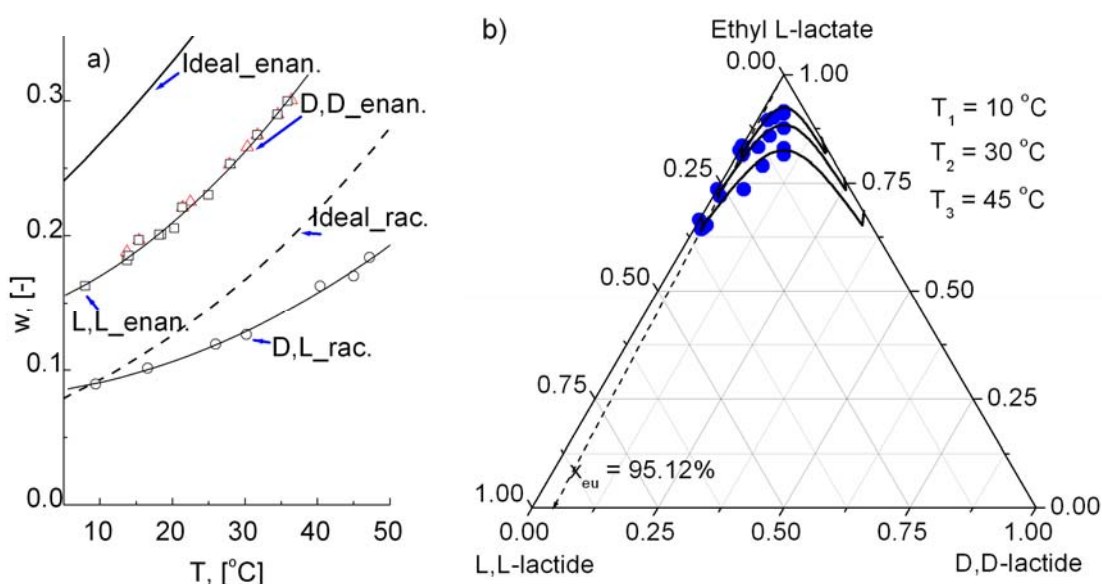 a)
Ideal_enan.
D,D_enan.
Ideal_rac.
L,L_enan.
D,L_rac.
0.3
0.2
0.1
0.0
w, [-]
10 20 30 40 50
T, [°C]
b)
Ethyl L-lactate
0.00
1.00
T1 = 10 °C
T2 = 30 °C
T3 = 45 °C
0.25
0.75
0.50
0.50
0.75
0.25
xeu = 95.12%
1.00
0.00
0.00 0.25 0.50 0.75 1.00
L,L-lactide
D,D-lactide